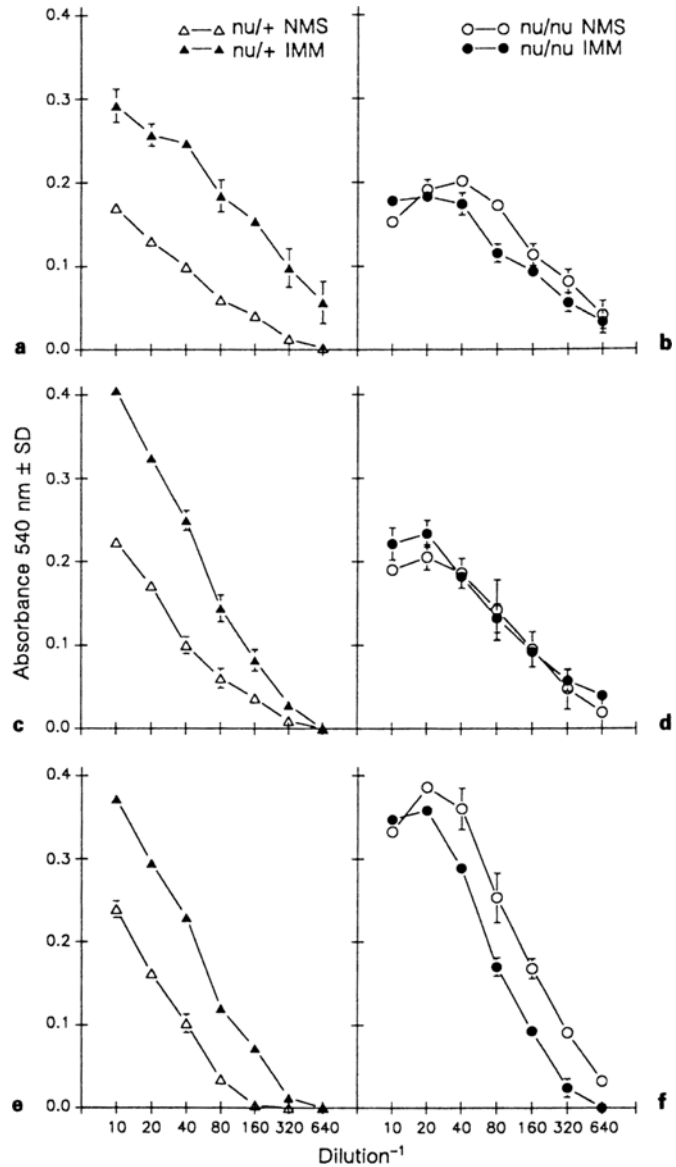 nu/+ NMS
nu/+ IMM
nu/nu NMS
nu/nu IMM
0.4
0.3
0.2
0.1
0.0
a
b
0.4
0.3
0.2
0.1
0.0
c
d
0.4
0.3
0.2
0.1
0.0
e
f
Absorbance 540 nm ± SD
10 20 40 80 160 320 640
10 20 40 80 160 320 640
Dilution⁻¹